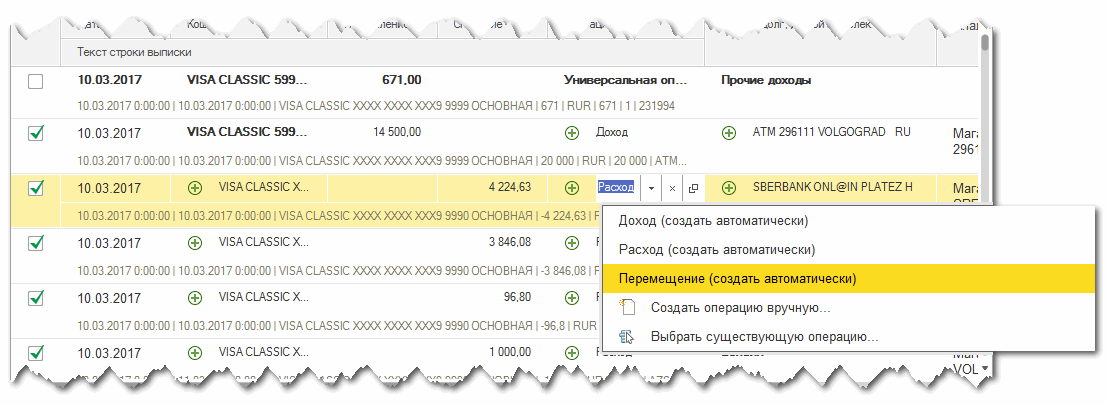 Текст строки выписки
10.03.2017 VISA CLASSIC 599... 671,00 Универсальная оп... Прочие доходы
10.03.2017 0:00:00 | 10.03.2017 0:00:00 | VISA CLASSIC XXXX XXXX XXX9 9999 ОСНОВНАЯ | 671 | RUR | 671 | 1 | 231994
10.03.2017 VISA CLASSIC 599... 14 500,00 Доход ATM 296111 VOLGOGRAD RU Мага
10.03.2017 0:00:00 | 10.03.2017 0:00:00 | VISA CLASSIC XXXX XXXX XXX9 9999 ОСНОВНАЯ | 20 000 | RUR | 20 000 | ATM... 2961
10.03.2017 VISA CLASSIC X... 4 224,63 Расход SBERBANK ONL@IN PLATEZ H Мага
10.03.2017 0:00:00 | 10.03.2017 0:00:00 | VISA CLASSIC XXXX XXXX XXX9 9990 ОСНОВНАЯ | -4 224,63 |
Доход (создать автоматически)
10.03.2017 VISA CLASSIC X... 3 846,08
Расход (создать автоматически)
10.03.2017 0:00:00 | 10.03.2017 0:00:00 | VISA CLASSIC XXXX XXXX XXX9 9990 ОСНОВНАЯ | -3 846,08 |
Перемещение (создать автоматически)
10.03.2017 VISA CLASSIC X... 96,80
Создать операцию вручную...
10.03.2017 0:00:00 | 10.03.2017 0:00:00 | VISA CLASSIC XXXX XXXX XXX9 9990 ОСНОВНАЯ | -96,8 | RUR
Выбрать существующую операцию...
10.03.2017 VISA CLASSIC X... 1 000,00
VOL